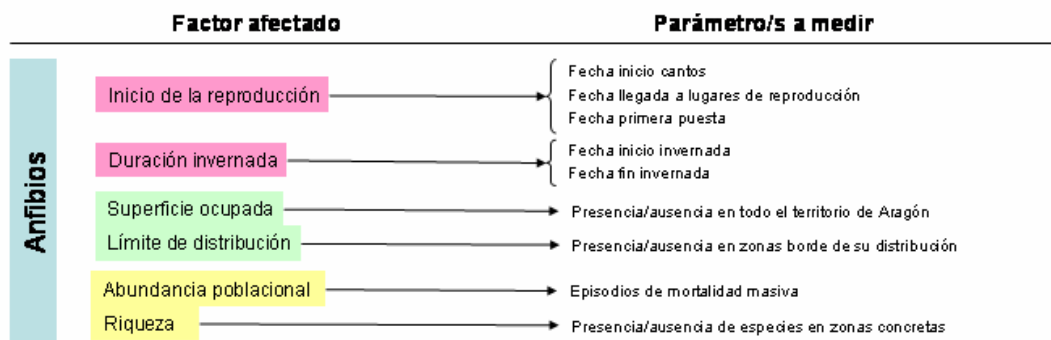 Factor afectado
Parámetro/s a medir
Anfibios
Inicio de la reproducción
Fecha inicio cantos
Fecha llegada a lugares de reproducción
Fecha primera puesta
Duración invernada
Fecha inicio invernada
Fecha fin invernada
Superficie ocupada
Presencia/ausencia en todo el territorio de Aragón
Límite de distribución
Presencia/ausencia en zonas borde de su distribución
Abundancia poblacional
Episodios de mortalidad masiva
Riqueza
Presencia/ausencia de especies en zonas concretas